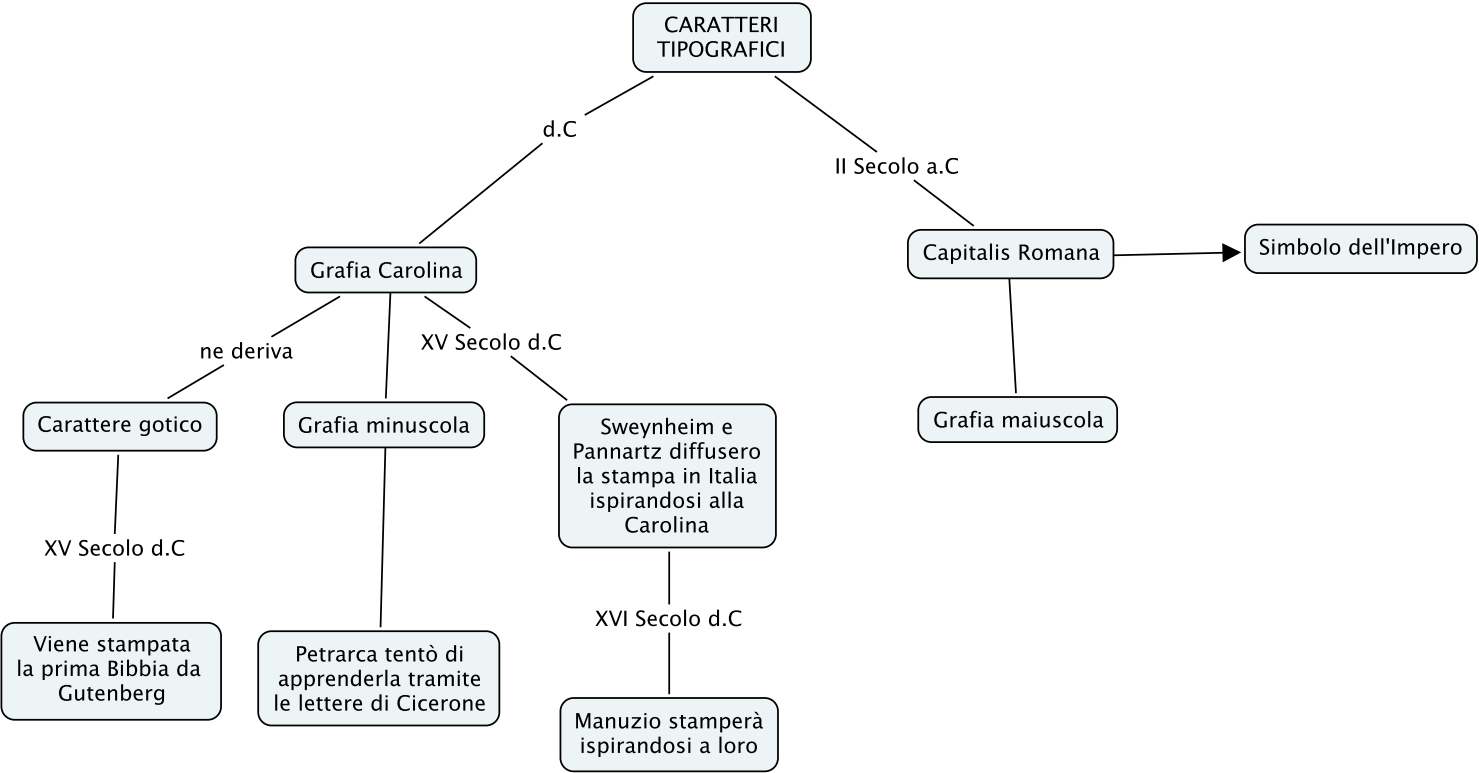 CARATTERI
TIPOGRAFICI
d.C
II Secolo a.C
Grafia Carolina
Capitalis Romana
Simbolo dell'Impero
ne deriva
XV Secolo d.C
Carattere gotico
Grafia minuscola
Sweynheim e
Pannartz diffusero
la stampa in Italia
ispirandosi alla
Carolina
Grafia maiuscola
XV Secolo d.C
XVI Secolo d.C
Viene stampata
la prima Bibbia da
Gutenberg
Petrarca tentò di
apprenderla tramite
le lettere di Cicerone
Manuzio stamperà
ispirandosi a loro